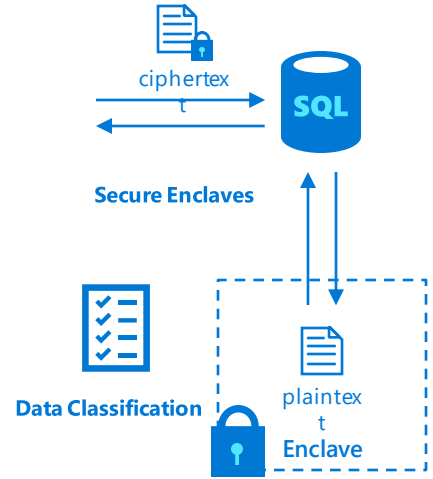 ciphertex
t
SQL
Secure Enclaves
Data Classification
plaintex
t
Enclave